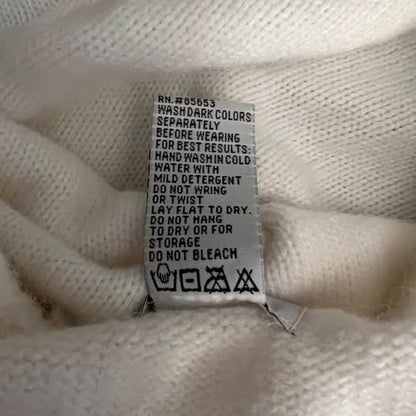 RN.#85653
WASH DARK COLORS
SEPARATELY
BEFORE WEARING
FOR BEST RESULTS:
HAND WASH IN COLD
WATER WITH
MILD DETERGENT
DO NOT WRING
OR TWIST
LAY FLAT TO DRY.
DO NOT HANG
TO DRY OR FOR
STORAGE
DO NOT BLEACH